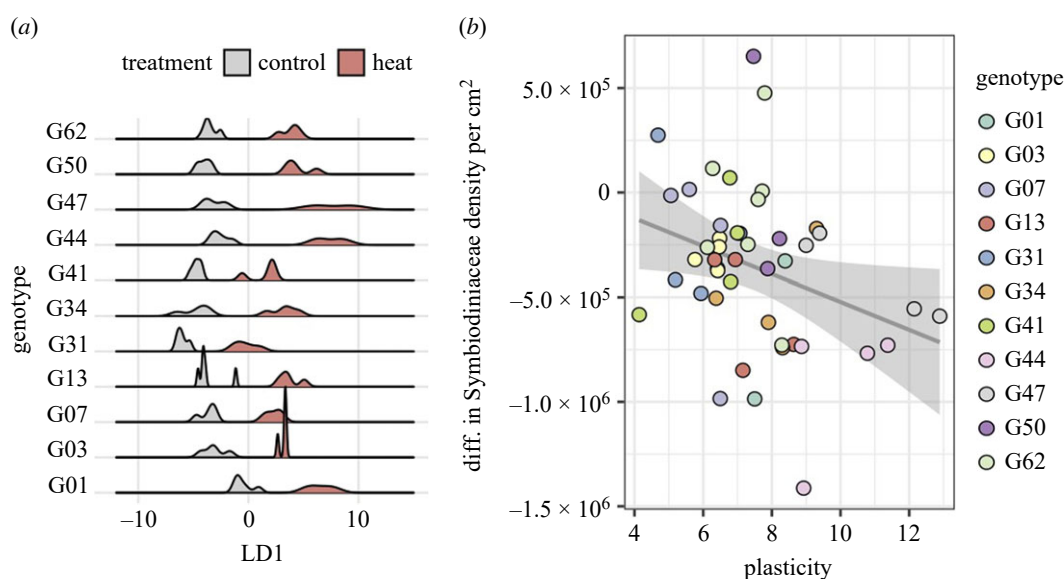 (a)
treatment control heat
genotype
G62
G50
G47
G44
G41
G34
G31
G13
G07
G03
G01
−10 0 10
LD1
(b)
diff. in Symbiodiniaceae density per cm²
5.0 × 10⁵
0
−5.0 × 10⁵
−1.0 × 10⁶
−1.5 × 10⁶
4 6 8 10 12
plasticity
genotype
G01
G03
G07
G13
G31
G34
G41
G44
G47
G50
G62